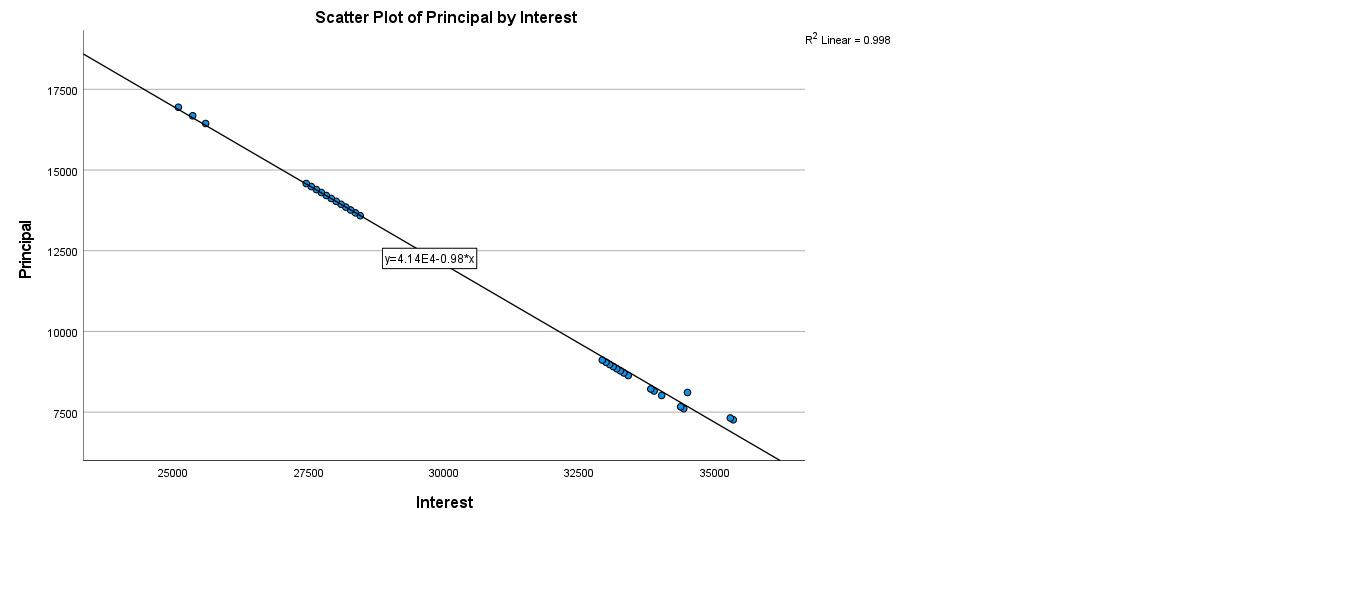 Scatter Plot of Principal by Interest
R² Linear = 0.998
17500
15000
12500
10000
7500
Principal
y=4.14E4-0.98*x
25000
27500
30000
32500
35000
Interest